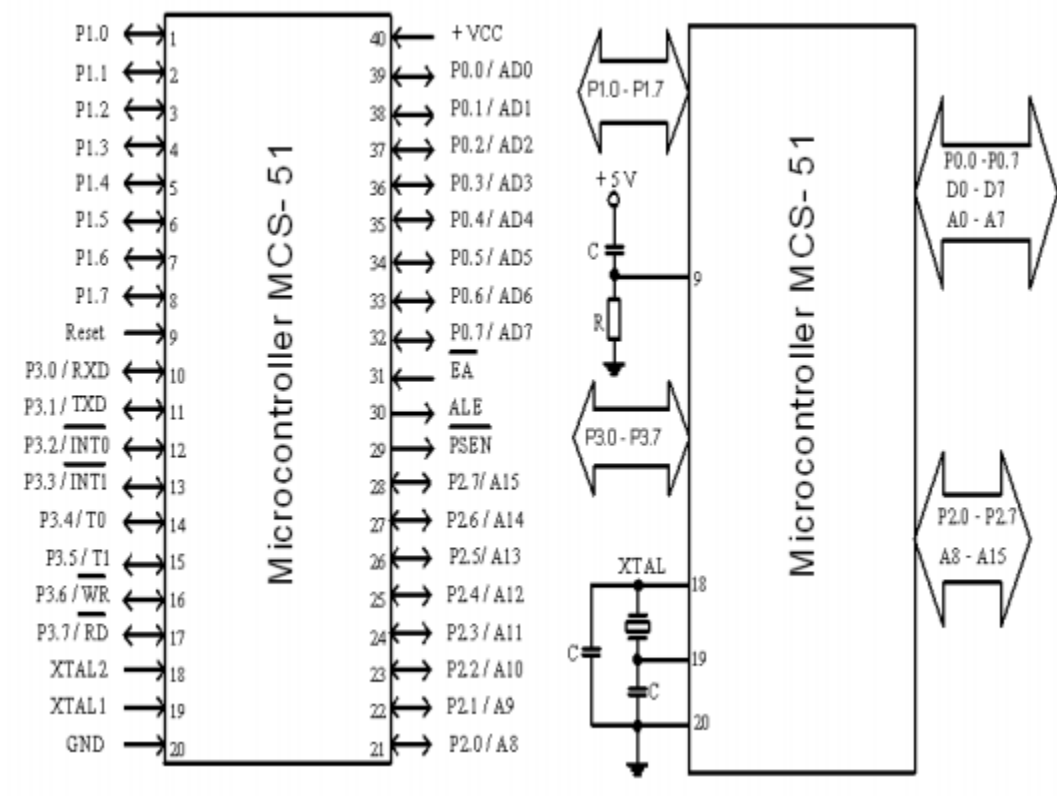 P1.0
P1.1
P1.2
P1.3
P1.4
P1.5
P1.6
P1.7
Reset
P3.0 / RXD
P3.1 / TXD
P3.2 / INT0
P3.3 / INT1
P3.4 / T0
P3.5 / T1
P3.6 / WR
P3.7 / RD
XTAL2
XTAL1
GND
1
2
3
4
5
6
7
8
9
10
11
12
13
14
15
16
17
18
19
20
Microcontroller MCS-51
40
39
38
37
36
35
34
33
32
31
30
29
28
27
26
25
24
23
22
21
+ VCC
P0.0 / AD0
P0.1 / AD1
P0.2 / AD2
P0.3 / AD3
P0.4 / AD4
P0.5 / AD5
P0.6 / AD6
P0.7 / AD7
EA
ALE
PSEN
P2.7/ A15
P2.6 / A14
P2.5/ A13
P2.4 / A12
P2.3 / A11
P2.2 / A10
P2.1 / A9
P2.0 / A8
P1.0 - P1.7
+ 5 V
C
R
9
P3.0 - P3.7
XTAL
18
C
19
C
20
Microcontroller MCS-51
P0.0 - P0.7
D0 - D7
A0 - A7
P2.0 - P2.7
A8 - A15